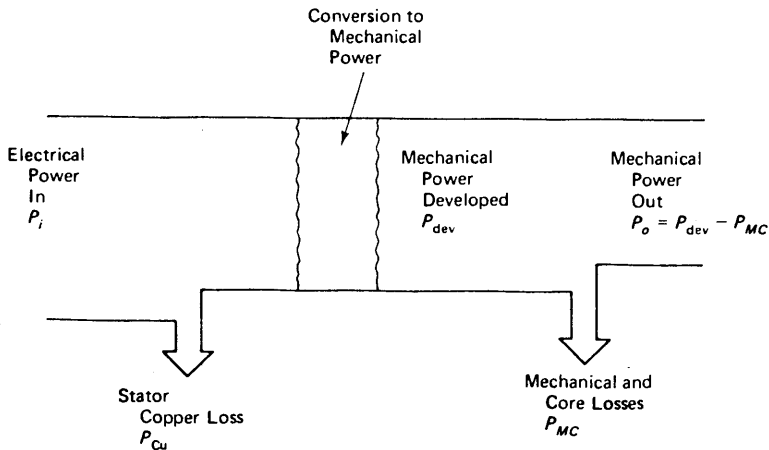 Conversion to
Mechanical
Power
Electrical
Power
In
P_i
Mechanical
Power
Developed
P_dev
Mechanical
Power
Out
P_o = P_dev − P_MC
Stator
Copper Loss
P_Cu
Mechanical and
Core Losses
P_MC